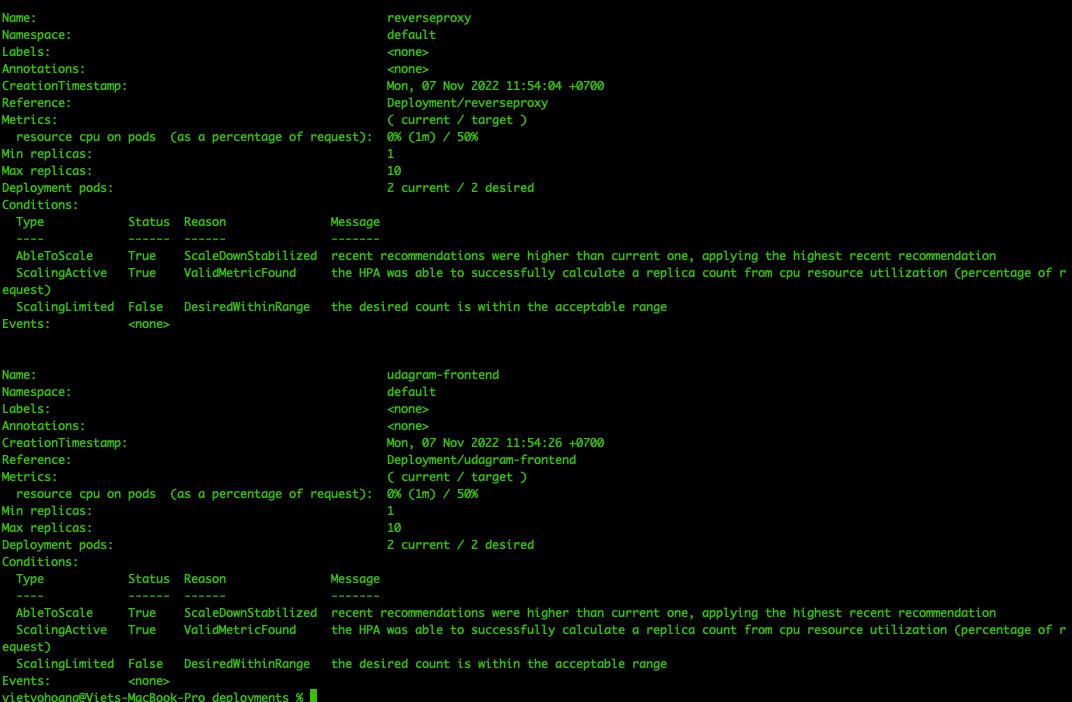 Name: reverseproxy
Namespace: default
Labels: <none>
Annotations: <none>
CreationTimestamp: Mon, 07 Nov 2022 11:54:04 +0700
Reference: Deployment/reverseproxy
Metrics: ( current / target )
resource cpu on pods (as a percentage of request): 0% (1m) / 50%
Min replicas: 1
Max replicas: 10
Deployment pods: 2 current / 2 desired
Conditions:
Type Status Reason Message
---- ------ ------ -------
AbleToScale True ScaleDownStabilized recent recommendations were higher than current one, applying the highest recent recommendation
ScalingActive True ValidMetricFound the HPA was able to successfully calculate a replica count from cpu resource utilization (percentage of r
equest)
ScalingLimited False DesiredWithinRange the desired count is within the acceptable range
Events: <none>
Name: udagram-frontend
Namespace: default
Labels: <none>
Annotations: <none>
CreationTimestamp: Mon, 07 Nov 2022 11:54:26 +0700
Reference: Deployment/udagram-frontend
Metrics: ( current / target )
resource cpu on pods (as a percentage of request): 0% (1m) / 50%
Min replicas: 1
Max replicas: 10
Deployment pods: 2 current / 2 desired
Conditions:
Type Status Reason Message
---- ------ ------ -------
AbleToScale True ScaleDownStabilized recent recommendations were higher than current one, applying the highest recent recommendation
ScalingActive True ValidMetricFound the HPA was able to successfully calculate a replica count from cpu resource utilization (percentage of r
equest)
ScalingLimited False DesiredWithinRange the desired count is within the acceptable range
Events: <none>
vietvohoang@Viets-MacBook-Pro deployments %